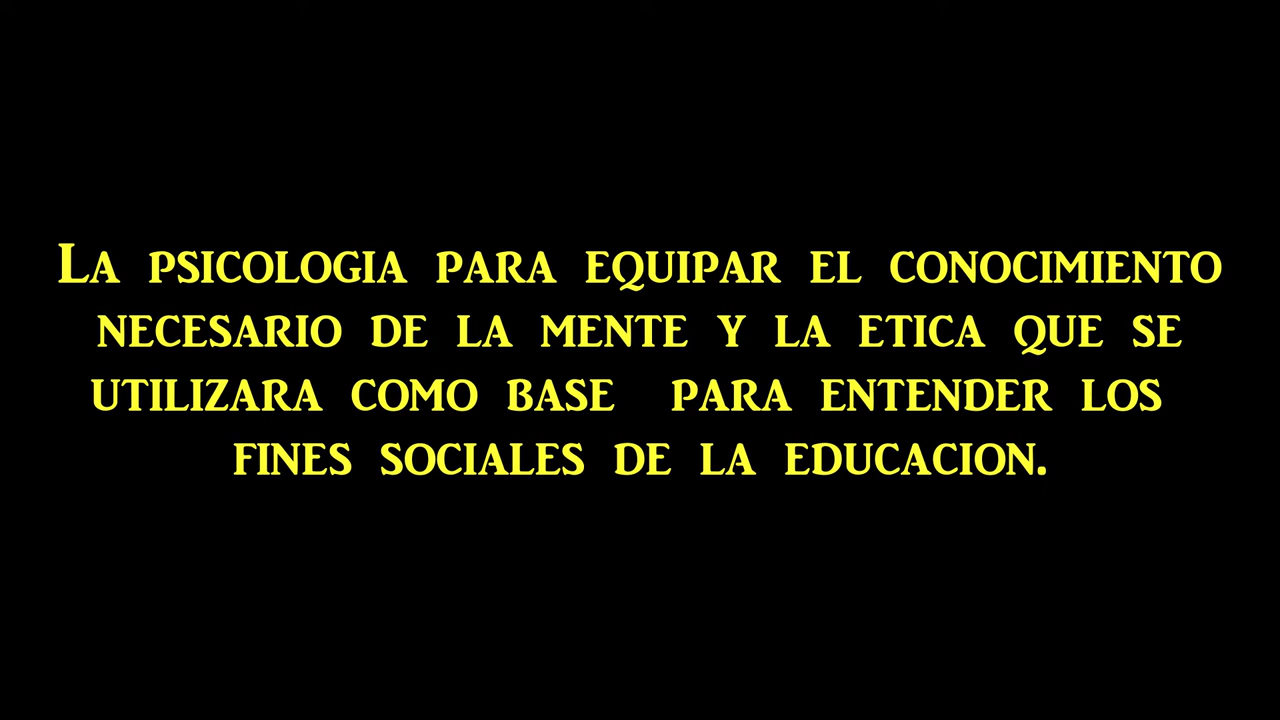 La psicologia para equipar el conocimiento
necesario de la mente y la etica que se
utilizara como base  para entender los
fines sociales de la educacion.